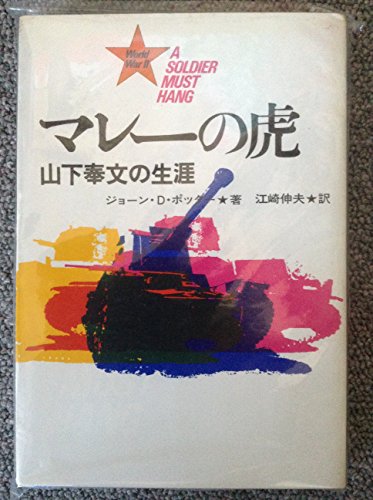 World
War II
A
SOLDIER
MUST
HANG
マレーの虎
山下奉文の生涯
ジョーン・D・ポッター★著 江崎伸夫★訳